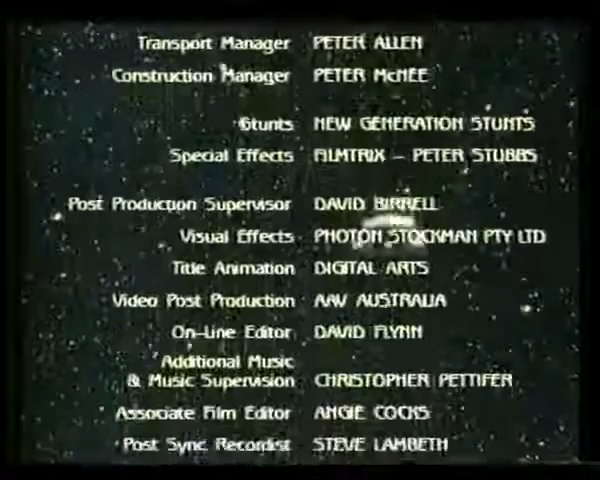 Transport Manager PETER ALLEN
Construction Manager PETER McNEE
Stunts NEW GENERATION STUNTS
Special Effects FILMTRIX – PETER STUBBS
Post Production Supervisor DAVID BIRRELL
Visual Effects PHOTON STOCKMAN PTY LTD
Title Animation DIGITAL ARTS
Video Post Production AAV AUSTRALIA
On-Line Editor DAVID FLYNN
Additional Music
& Music Supervision CHRISTOPHER PETTIFER
Associate Film Editor ANGIE COCKS
Post Sync Recordist STEVE LAMBETH